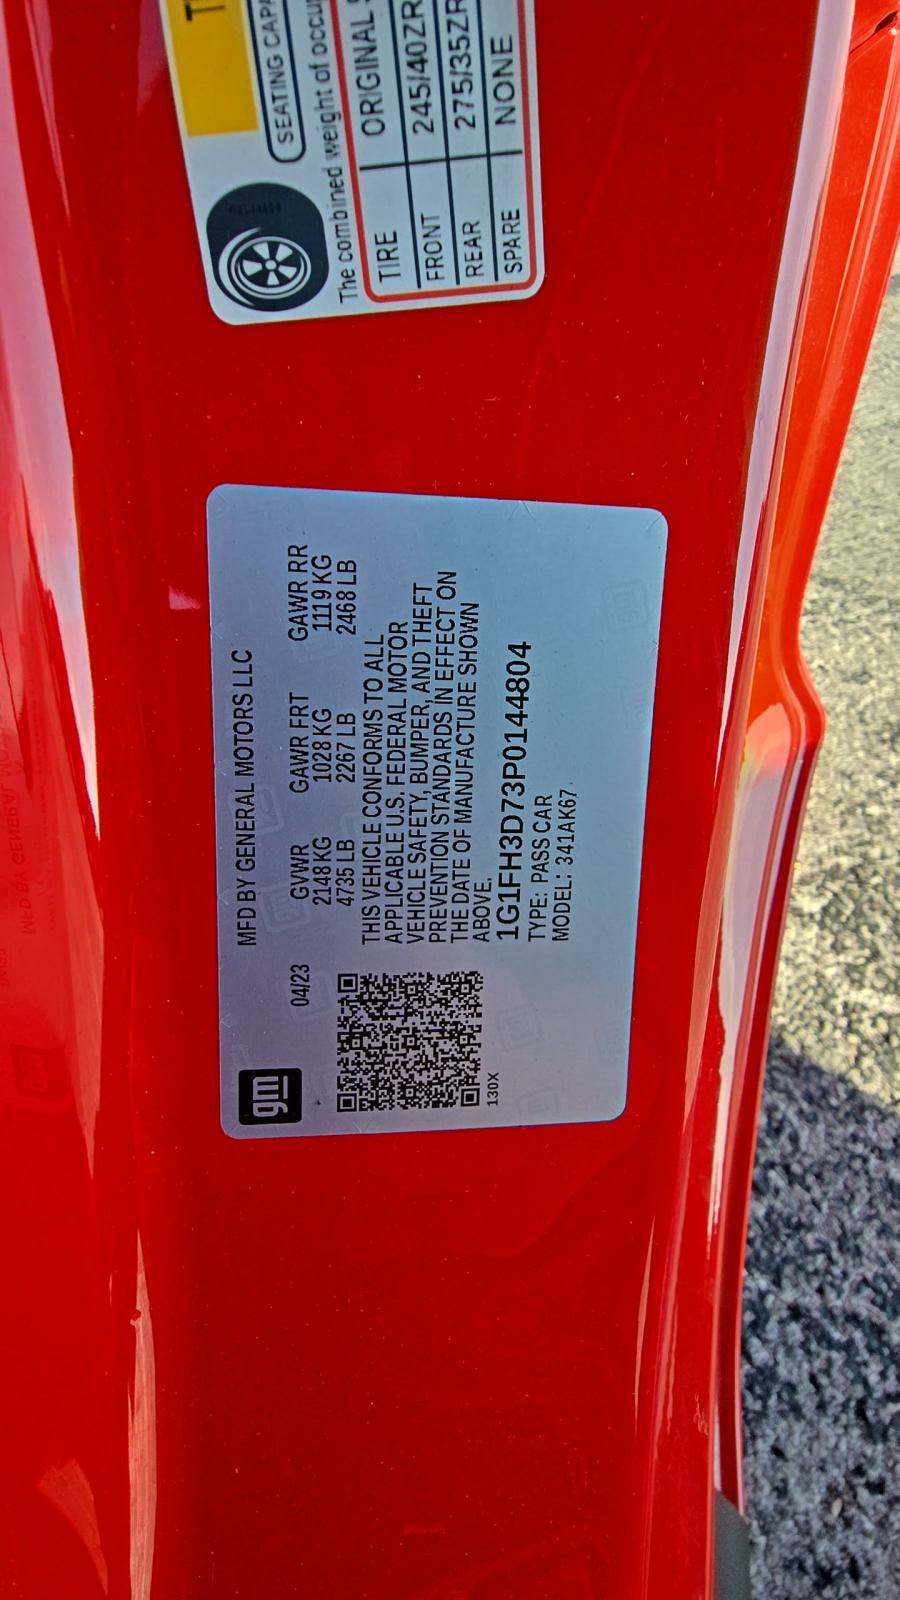 SEATING CAPA
The combined weight of occup
TIRE ORIGINAL S
FRONT 245/40ZR
REAR 275/35ZR
SPARE NONE
gm
MFD BY GENERAL MOTORS LLC
04/23 GVWR GAWR FRT GAWR RR
2148 KG 1028 KG 1119 KG
4735 LB 2267 LB 2468 LB
THIS VEHICLE CONFORMS TO ALL
APPLICABLE U.S. FEDERAL MOTOR
VEHICLE SAFETY, BUMPER, AND THEFT
PREVENTION STANDARDS IN EFFECT ON
THE DATE OF MANUFACTURE SHOWN
ABOVE.
1G1FH3D73P0144804
TYPE: PASS CAR
MODEL: 341AK67
130X